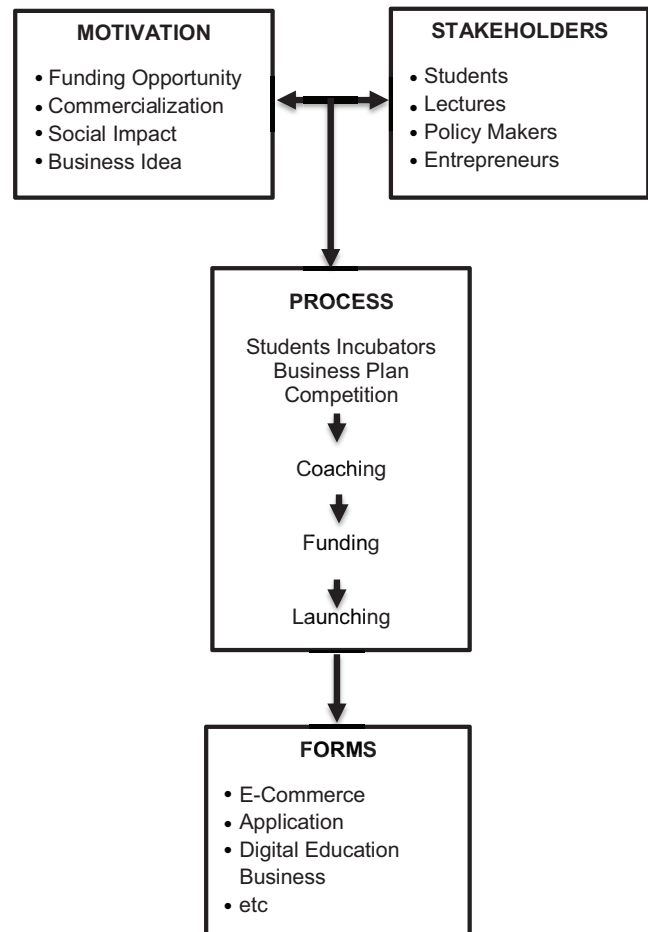 MOTIVATION
• Funding Opportunity
• Commercialization
• Social Impact
• Business Idea
STAKEHOLDERS
• Students
• Lectures
• Policy Makers
• Entrepreneurs
PROCESS
Students Incubators
Business Plan
Competition
Coaching
Funding
Launching
FORMS
• E-Commerce
• Application
• Digital Education
Business
• etc